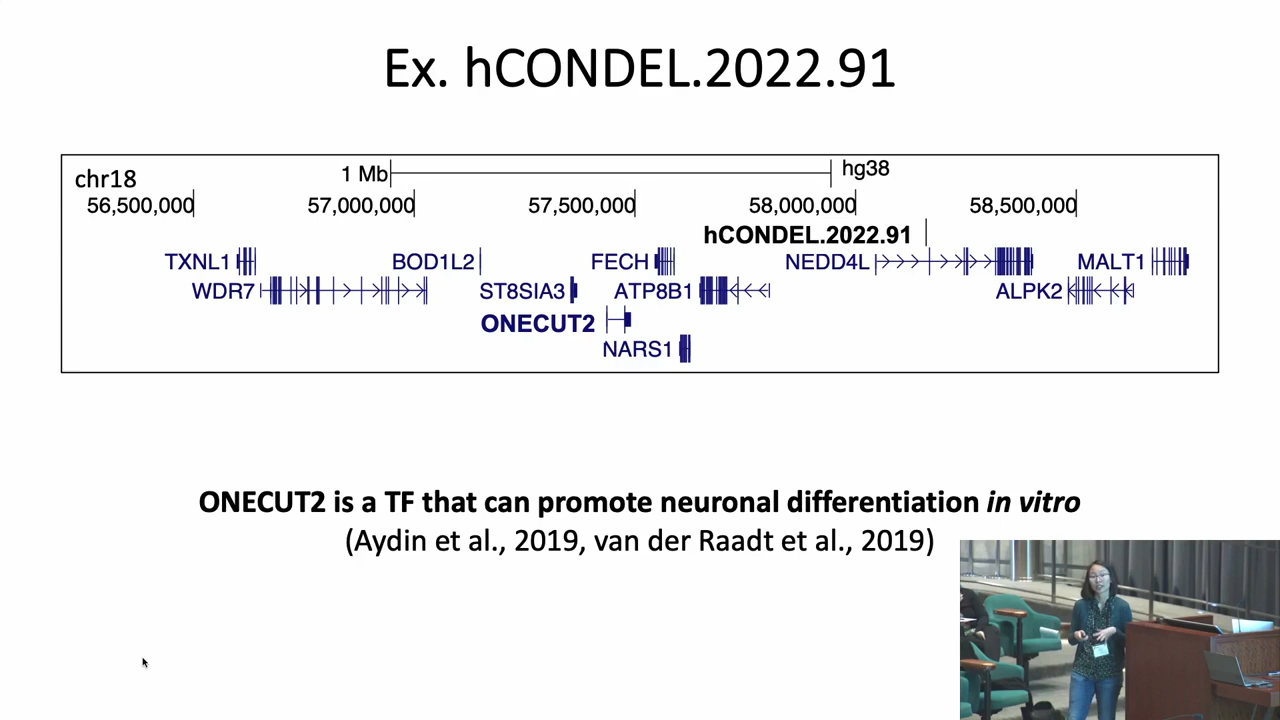 Ex. hCONDEL.2022.91
chr18 1 Mb hg38
56,500,000 57,000,000 57,500,000 58,000,000 58,500,000
hCONDEL.2022.91
TXNL1 BOD1L2 FECH NEDD4L MALT1
WDR7 ST8SIA3 ATP8B1 ALPK2
ONECUT2
NARS1
ONECUT2 is a TF that can promote neuronal differentiation in vitro
(Aydin et al., 2019, van der Raadt et al., 2019)